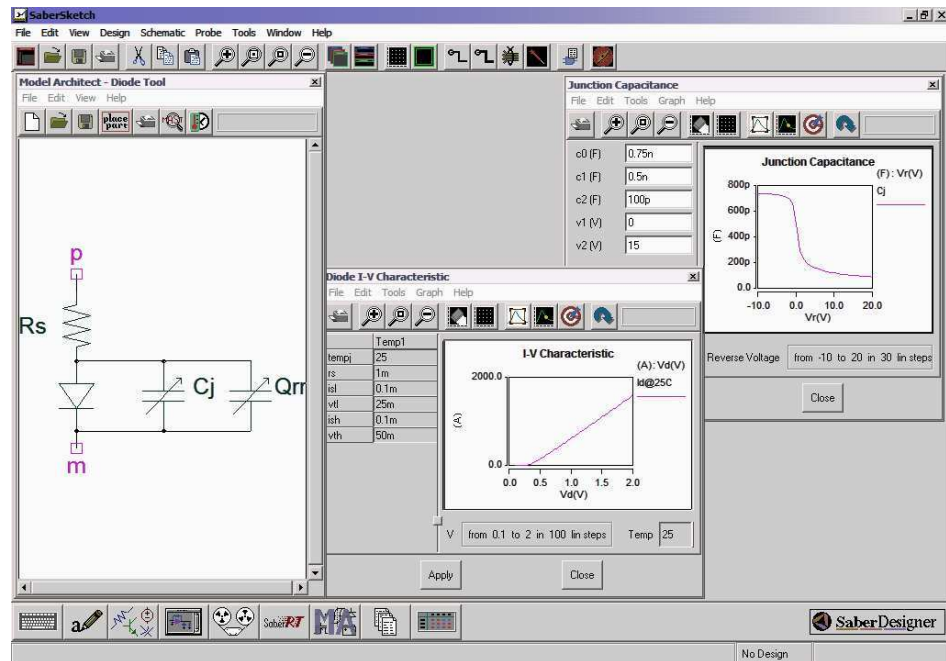 SaberSketch
File Edit View Design Schematic Probe Tools Window Help
Model Architect - Diode Tool
File Edit View Help
place part
p
Rs
Cj
Qrr
m
Junction Capacitance
File Edit Tools Graph Help
c0 (F) 0.75n
c1 (F) 0.5n
c2 (F) 100p
v1 (V) 0
v2 (V) 15
Junction Capacitance
(F) : Vr(V)
Cj
800p
600p
400p
200p
0.0
(F)
-10.0 0.0 10.0 20.0
Vr(V)
Reverse Voltage from -10 to 20 in 30 lin steps
Close
Diode I-V Characteristic
File Edit Tools Graph Help
Temp1
tempj 25
rs 1m
isl 0.1m
vtl 25m
ish 0.1m
vth 50m
I-V Characteristic
(A) : Vd(V)
Id@25C
2000.0
(A)
0.0
0.0 0.5 1.0 1.5 2.0
Vd(V)
V from 0.1 to 2 in 100 lin steps Temp 25
Apply Close
a
SaberRT
MA
SaberDesigner
No Design